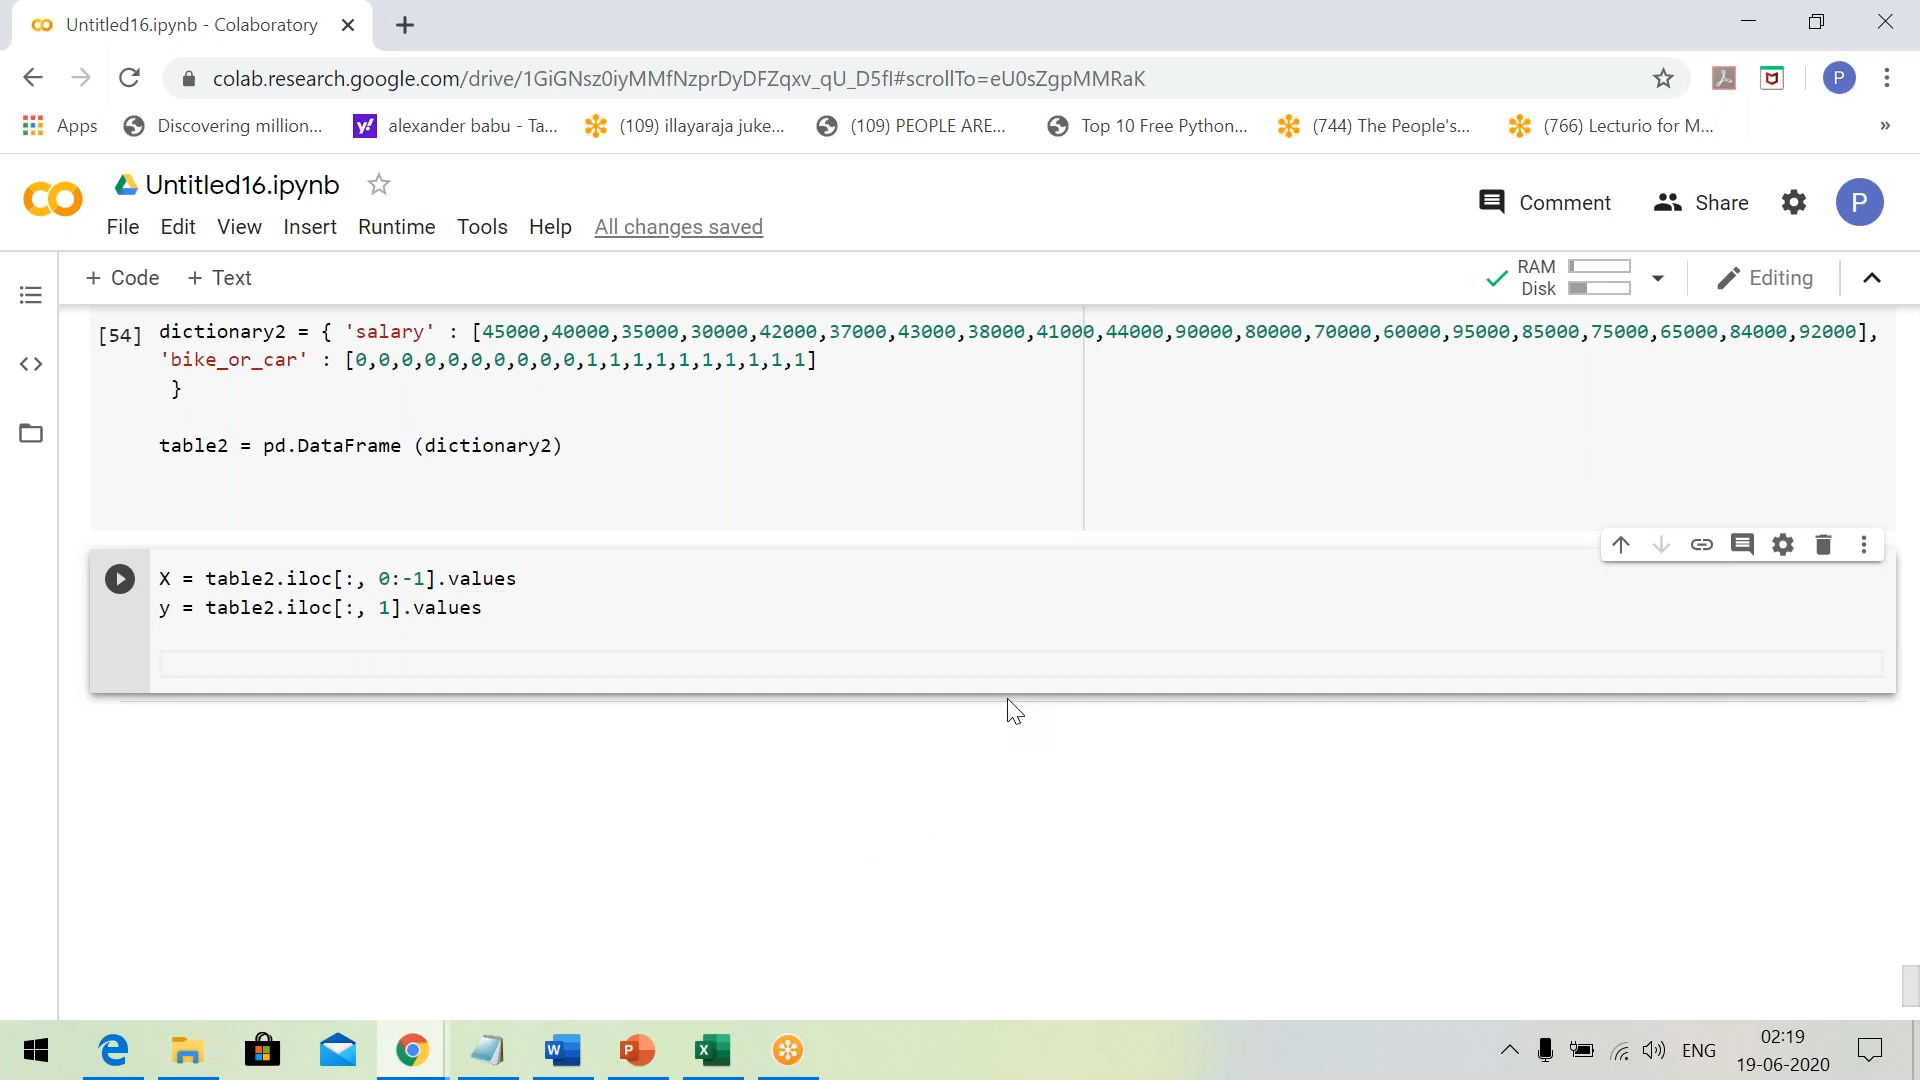 Untitled16.ipynb - Colaboratory
colab.research.google.com/drive/1GiGNsz0iyMMfNzprDyDFZqxv_qU_D5fI#scrollTo=eU0sZgpMMRaK
P
Apps Discovering million... alexander babu - Ta... (109) illayaraja juke... (109) PEOPLE ARE... Top 10 Free Python... (744) The People's... (766) Lecturio for M... »
Untitled16.ipynb
Comment Share P
File Edit View Insert Runtime Tools Help All changes saved
+ Code + Text RAM Disk Editing
[54] dictionary2 = { 'salary' : [45000,40000,35000,30000,42000,37000,43000,38000,41000,44000,90000,80000,70000,60000,95000,85000,75000,65000,84000,92000],
'bike_or_car' : [0,0,0,0,0,0,0,0,0,0,1,1,1,1,1,1,1,1,1,1]
}
table2 = pd.DataFrame (dictionary2)
X = table2.iloc[:, 0:-1].values
y = table2.iloc[:, 1].values
ENG 02:19
19-06-2020